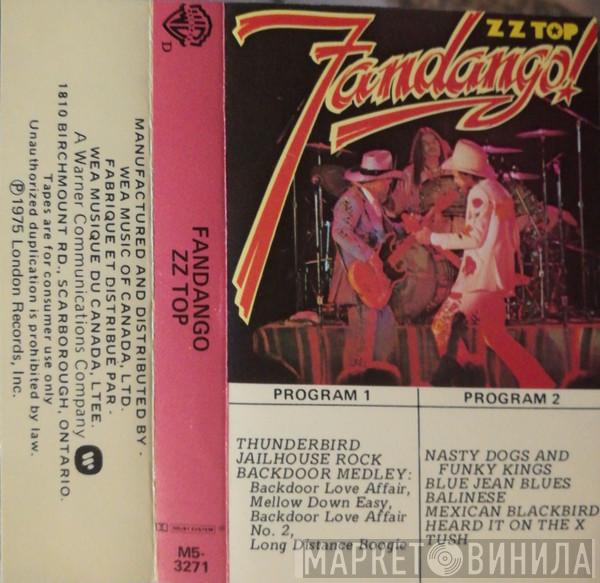 MANUFACTURED AND DISTRIBUTED BY -
WEA MUSIC OF CANADA, LTD.
FABRIQUE ET DISTRIBUE PAR -
WEA MUSIQUE DU CANADA, LTEE.
A Warner Communications Company
1810 BIRCHMOUNT RD., SCARBOROUGH, ONTARIO.
Tapes are for consumer use only
Unauthorized duplication is prohibited by law.
℗1975 London Records, Inc.
D
FANDANGO
ZZ TOP
DOLBY SYSTEM
M5-
3271
ZZ TOP
Fandango!
PROGRAM 1
THUNDERBIRD
JAILHOUSE ROCK
BACKDOOR MEDLEY:
Backdoor Love Affair,
Mellow Down Easy,
Backdoor Love Affair
No. 2,
Long Distance Boogie
PROGRAM 2
NASTY DOGS AND
FUNKY KINGS
BLUE JEAN BLUES
BALINESE
MEXICAN BLACKBIRD
HEARD IT ON THE X
TUSH
МАРКЕТ ВИНИЛА